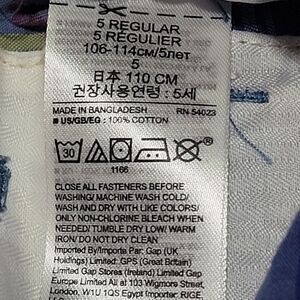 5 REGULAR
5 RÉGULIER
106-114CM/5лет
5
日本 110 CM
권장사용연령 : 5세
MADE IN BANGLADESH RN 54023
US/GB/EG : 100% COTTON
30
1166
CLOSE ALL FASTENERS BEFORE
WASHING/ MACHINE WASH COLD/
WASH AND DRY WITH LIKE COLORS/
ONLY NON-CHLORINE BLEACH WHEN
NEEDED/ TUMBLE DRY LOW/ WARM
IRON/ DO NOT DRY CLEAN
Imported By/Importa Par: Gap (UK
Holdings) Limited: GPS (Great Britain)
Limited Gap Stores (Ireland) Limited Gap
Europe Limited All at 103 Wigmore Street,
London, W1U 1QS Egypt Importer: RIGE